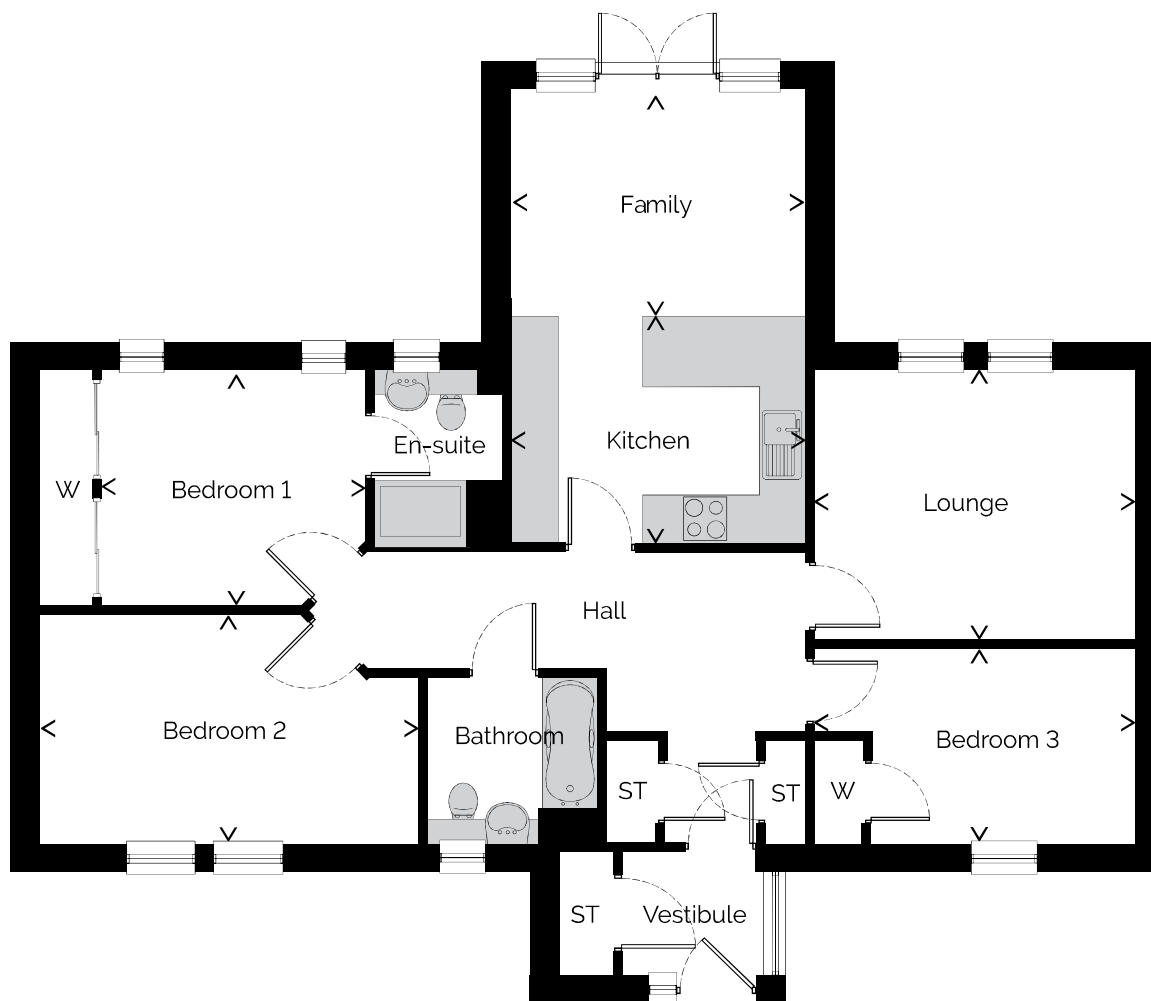 Family
Kitchen
En-suite
W
Bedroom 1
Lounge
Hall
Bedroom 2
Bathroom
Bedroom 3
ST
ST
W
ST
Vestibule